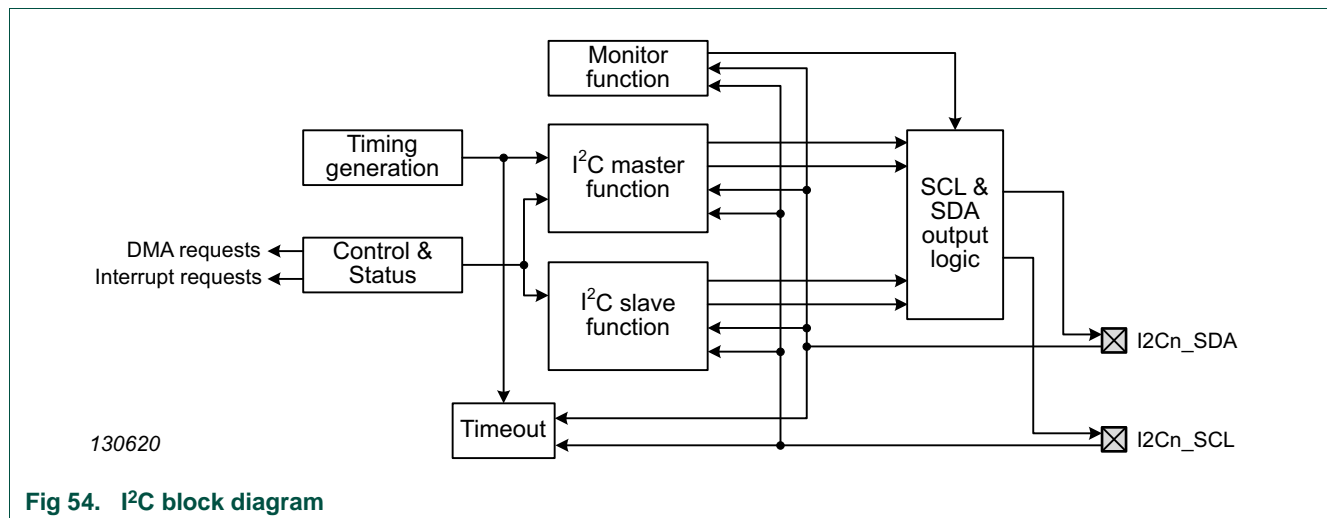 Monitor
function
Timing
generation
I²C master
function
SCL &
SDA
output
logic
DMA requests
Interrupt requests
Control &
Status
I²C slave
function
I2Cn_SDA
Timeout
I2Cn_SCL
130620
Fig 54. I²C block diagram